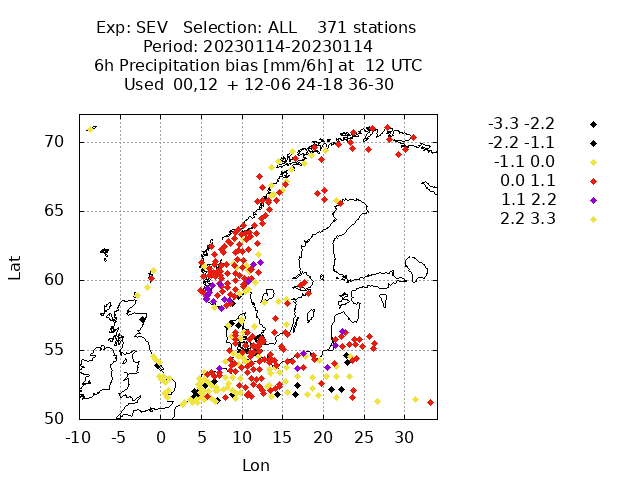 Exp: SEV   Selection: ALL    371 stations
Period: 20230114-20230114
6h Precipitation bias [mm/6h] at  12 UTC
Used  00,12  + 12-06 24-18 36-30
-3.3 -2.2
-2.2 -1.1
-1.1 0.0
0.0 1.1
1.1 2.2
2.2 3.3
70
65
60
55
50
Lat
-10 -5 0 5 10 15 20 25 30
Lon